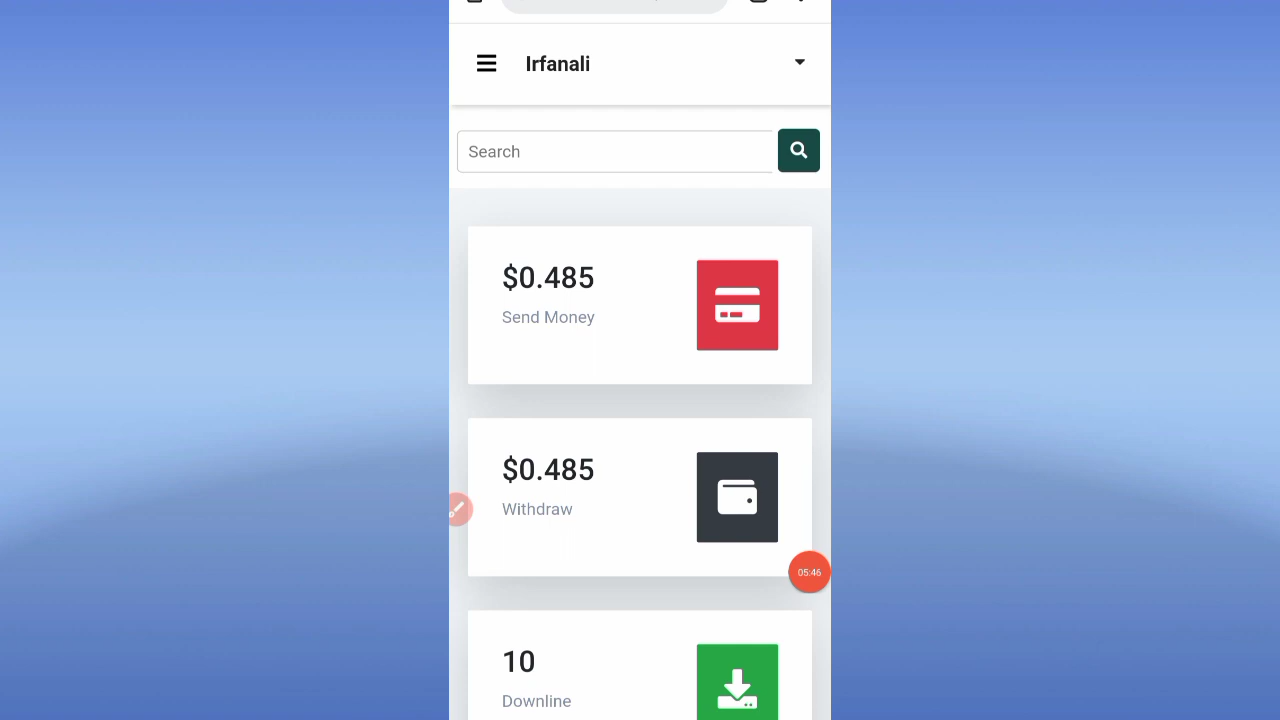 Irfanali
Search
$0.485
Send Money
$0.485
Withdraw
05:46
10
Downline